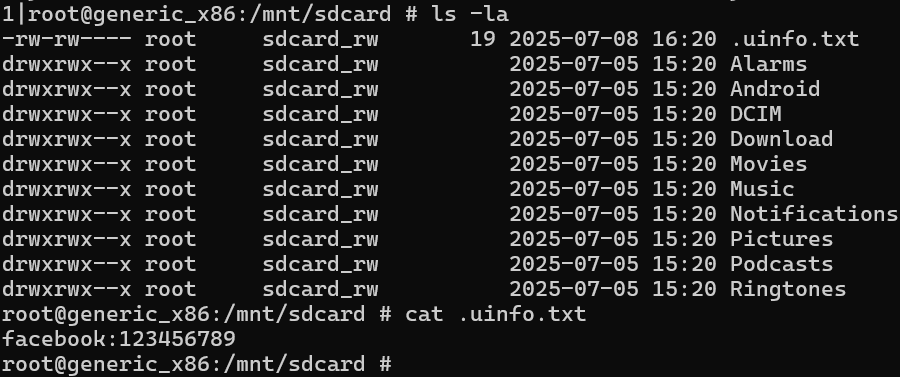 1|root@generic_x86:/mnt/sdcard # ls -la
-rw-rw---- root     sdcard_rw       19 2025-07-08 16:20 .uinfo.txt
drwxrwx--x root     sdcard_rw          2025-07-05 15:20 Alarms
drwxrwx--x root     sdcard_rw          2025-07-05 15:20 Android
drwxrwx--x root     sdcard_rw          2025-07-05 15:20 DCIM
drwxrwx--x root     sdcard_rw          2025-07-05 15:20 Download
drwxrwx--x root     sdcard_rw          2025-07-05 15:20 Movies
drwxrwx--x root     sdcard_rw          2025-07-05 15:20 Music
drwxrwx--x root     sdcard_rw          2025-07-05 15:20 Notifications
drwxrwx--x root     sdcard_rw          2025-07-05 15:20 Pictures
drwxrwx--x root     sdcard_rw          2025-07-05 15:20 Podcasts
drwxrwx--x root     sdcard_rw          2025-07-05 15:20 Ringtones
root@generic_x86:/mnt/sdcard # cat .uinfo.txt
facebook:123456789
root@generic_x86:/mnt/sdcard #